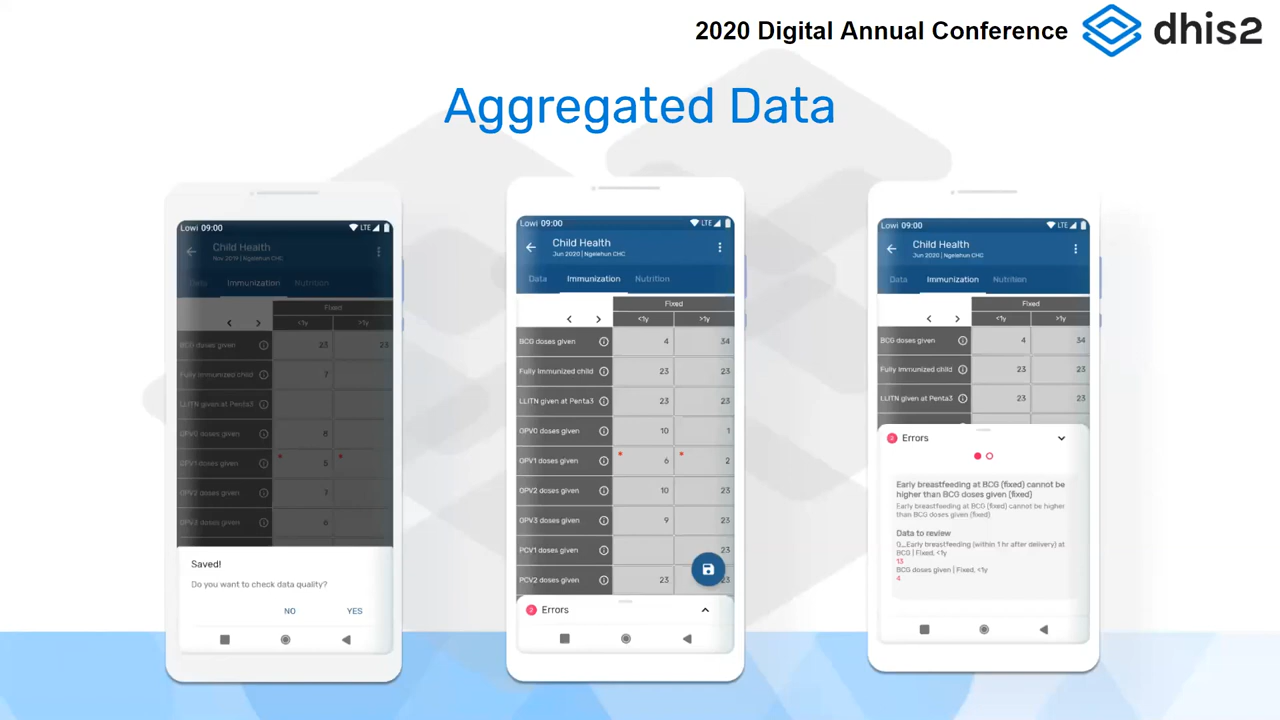 2020 Digital Annual Conference
dhis2
Aggregated Data
Lowi 09:00
LTE
Child Health
Nov 2019 | Ngelehun CHC
Data
Immunization
Nutrition
Fixed
<1y
>1y
BCG doses given
23
23
Fully Immunized child
7
LLITN given at Penta3
OPV0 doses given
8
OPV1 doses given
5
OPV2 doses given
7
OPV3 doses given
6
Saved!
Do you want to check data quality?
NO
YES
Lowi 09:00
LTE
Child Health
Jun 2020 | Ngelehun CHC
Data
Immunization
Nutrition
Fixed
<1y
>1y
BCG doses given
4
34
Fully Immunized child
23
23
LLITN given at Penta3
23
23
OPV0 doses given
10
1
OPV1 doses given
6
2
OPV2 doses given
10
23
OPV3 doses given
9
23
PCV1 doses given
23
PCV2 doses given
23
23
2
Errors
Lowi 09:00
LTE
Child Health
Jun 2020 | Ngelehun CHC
Data
Immunization
Nutrition
Fixed
<1y
>1y
BCG doses given
4
34
Fully Immunized child
23
23
LLITN given at Penta3
23
23
2
Errors
Early breastfeeding at BCG (fixed) cannot be
higher than BCG doses given (fixed)
Early breastfeeding at BCG (fixed) cannot be higher
than BCG doses given (fixed)
Data to review
Q_Early breastfeeding (within 1 hr after delivery) at
BCG | Fixed, <1y
13
BCG doses given | Fixed, <1y
4